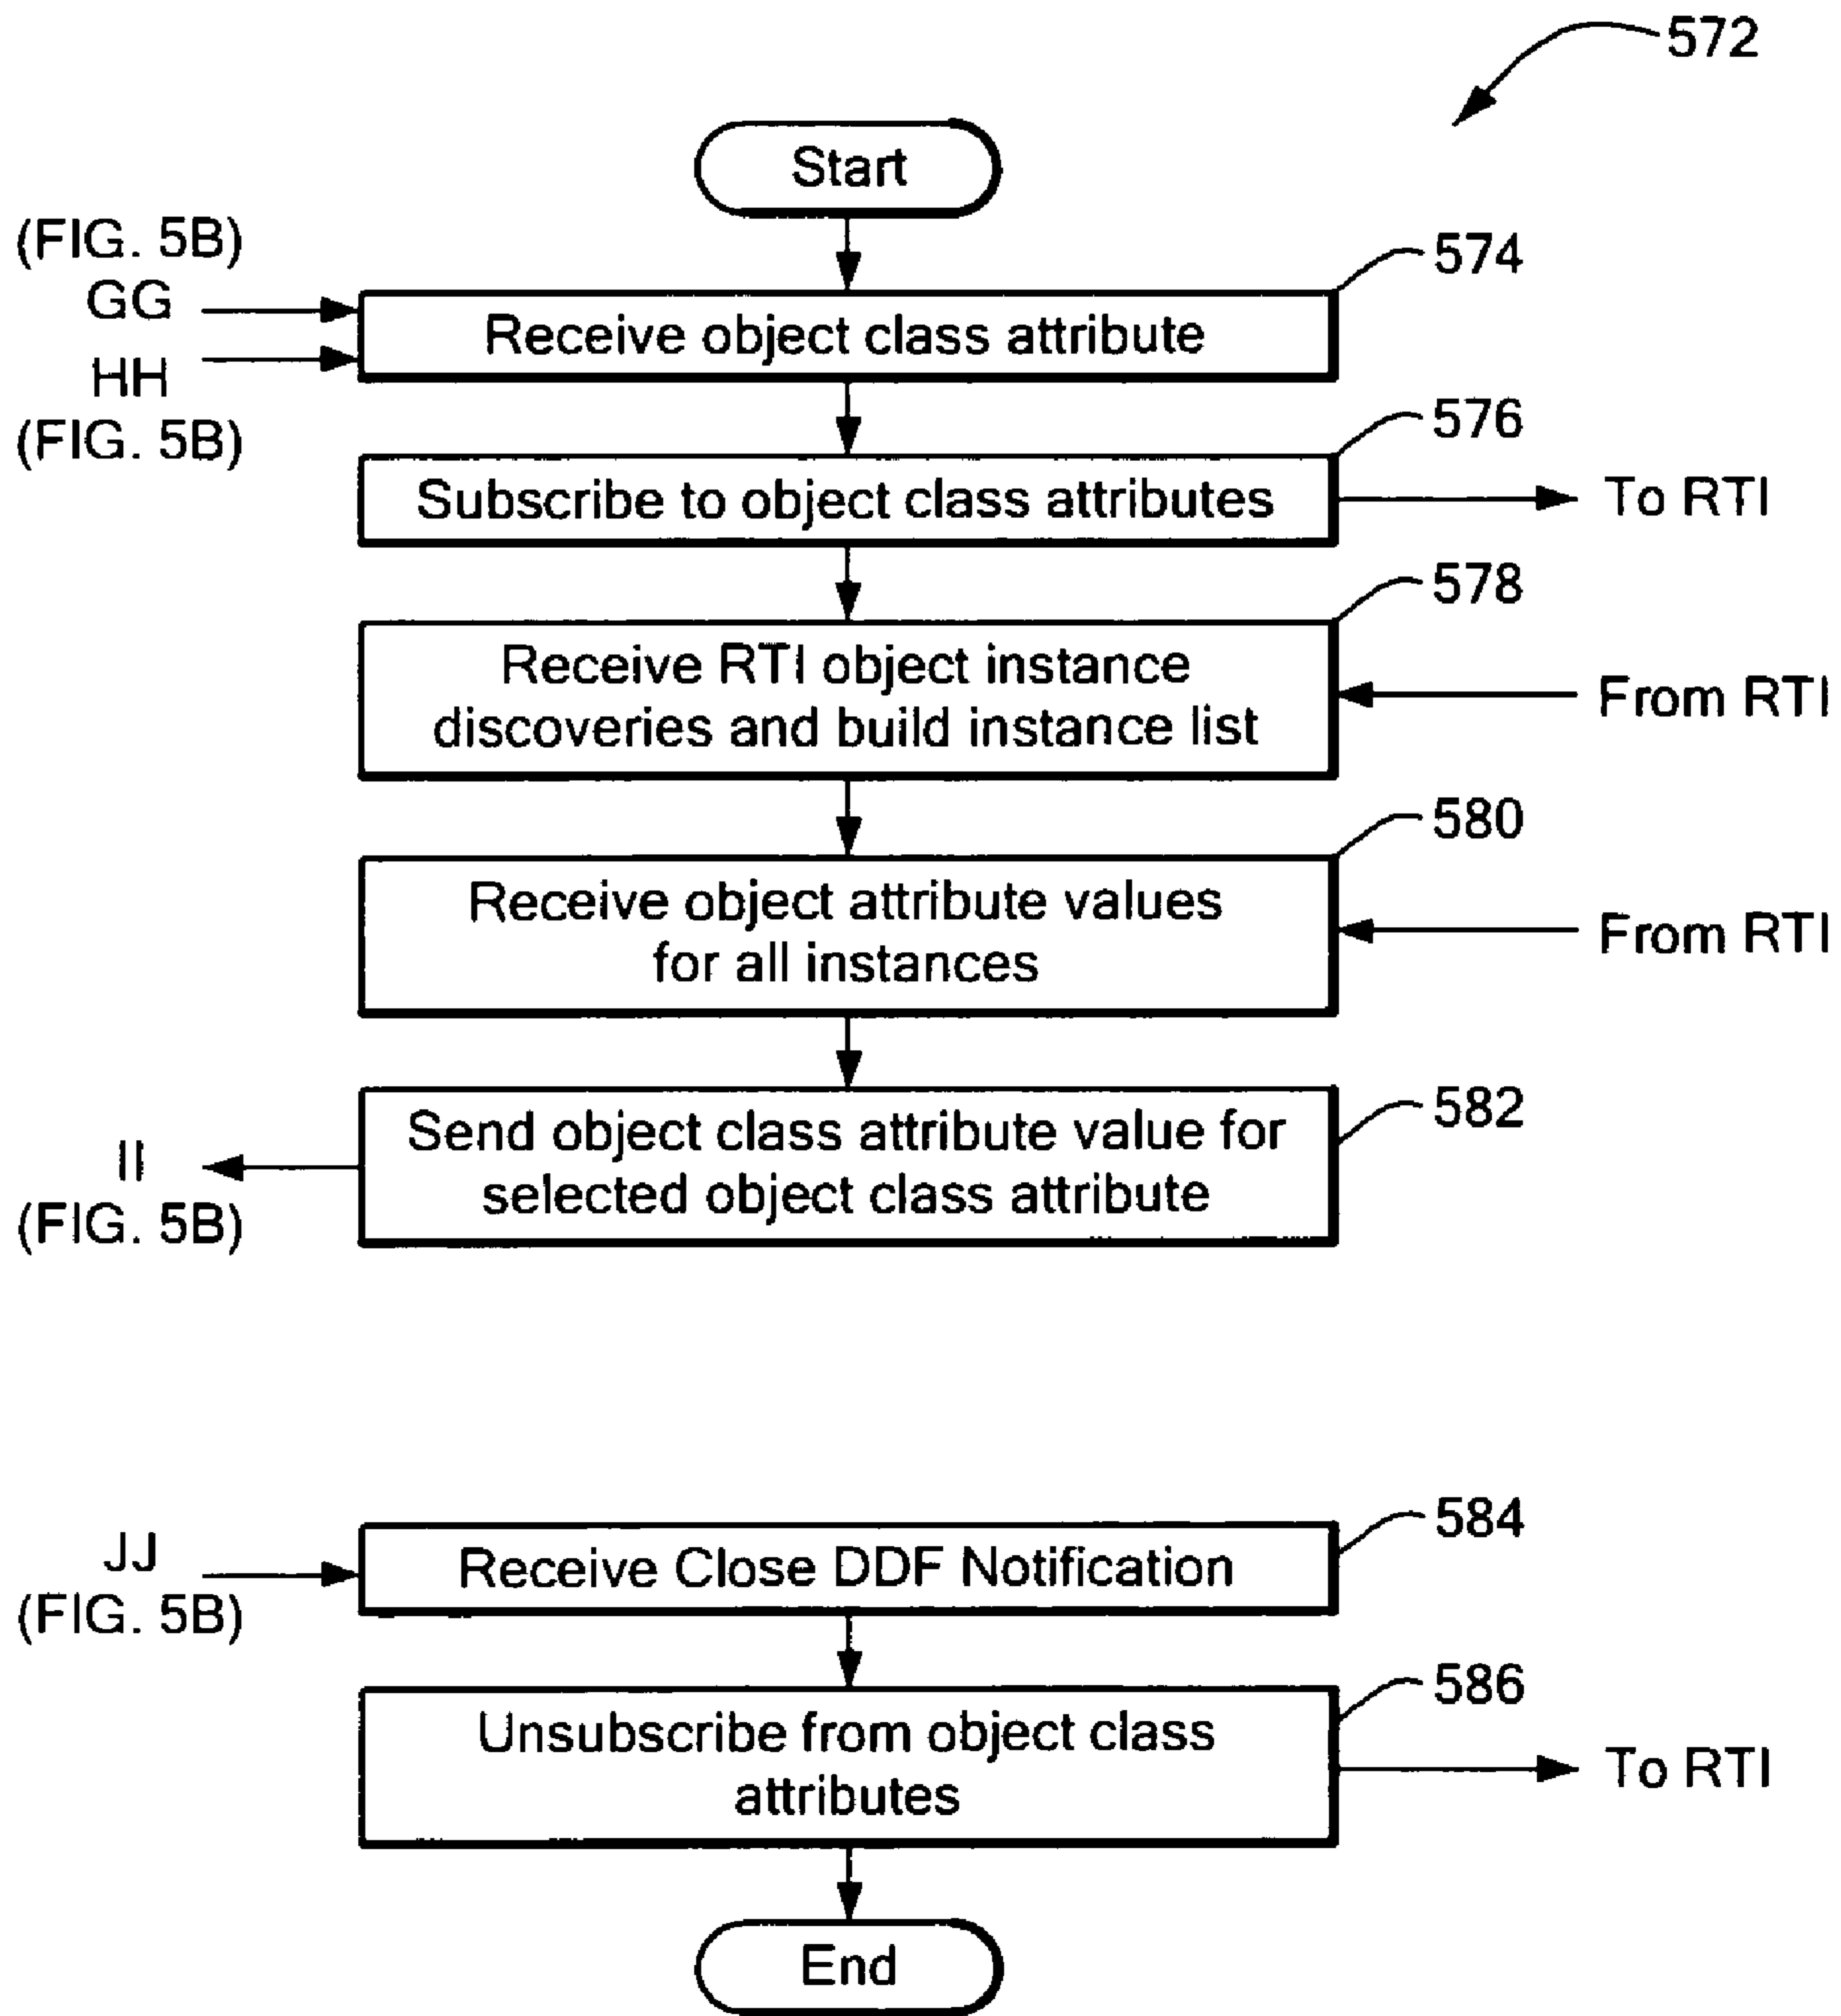 572
Start
(FIG. 5B)
GG
HH
(FIG. 5B)
574
Receive object class attribute
576
Subscribe to object class attributes
To RTI
578
Receive RTI object instance
discoveries and build instance list
From RTI
580
Receive object attribute values
for all instances
From RTI
582
Send object class attribute value for
selected object class attribute
II
(FIG. 5B)
584
JJ
(FIG. 5B)
Receive Close DDF Notification
586
Unsubscribe from object class
attributes
To RTI
End